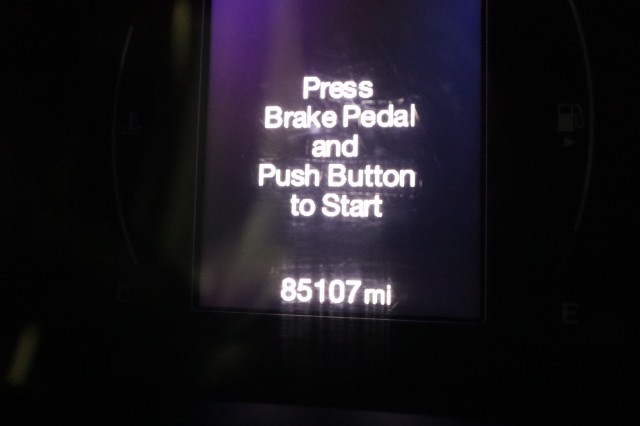 Press
Brake Pedal
and
Push Button
to Start
85107 mi
C
E